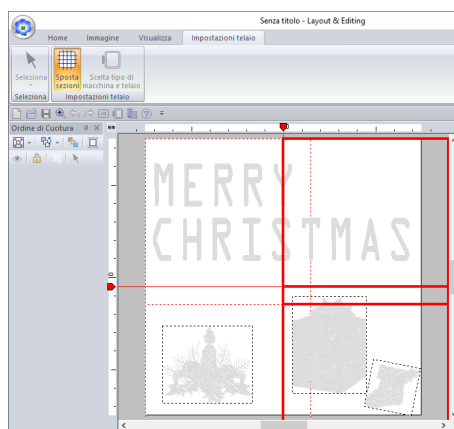 Senza titolo - Layout & Editing
Home Immagine Visualizza Impostazioni telaio
Seleziona
Sposta sezioni
Scelta tipo di macchina e telaio
Seleziona Impostazioni telaio
Ordine di Cucitura
MERRY
CHRISTMAS